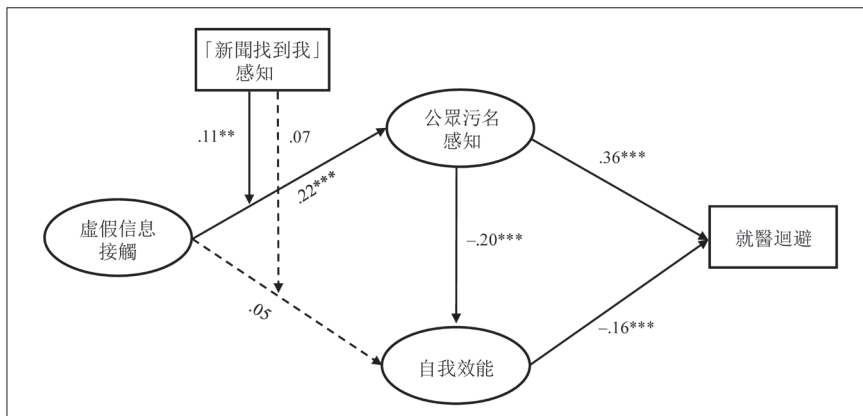 「新聞找到我」
感知
.11**
.07
公眾污名
感知
.22***
.36***
虛假信息
接觸
–.20***
就醫迴避
.05
–.16***
自我效能